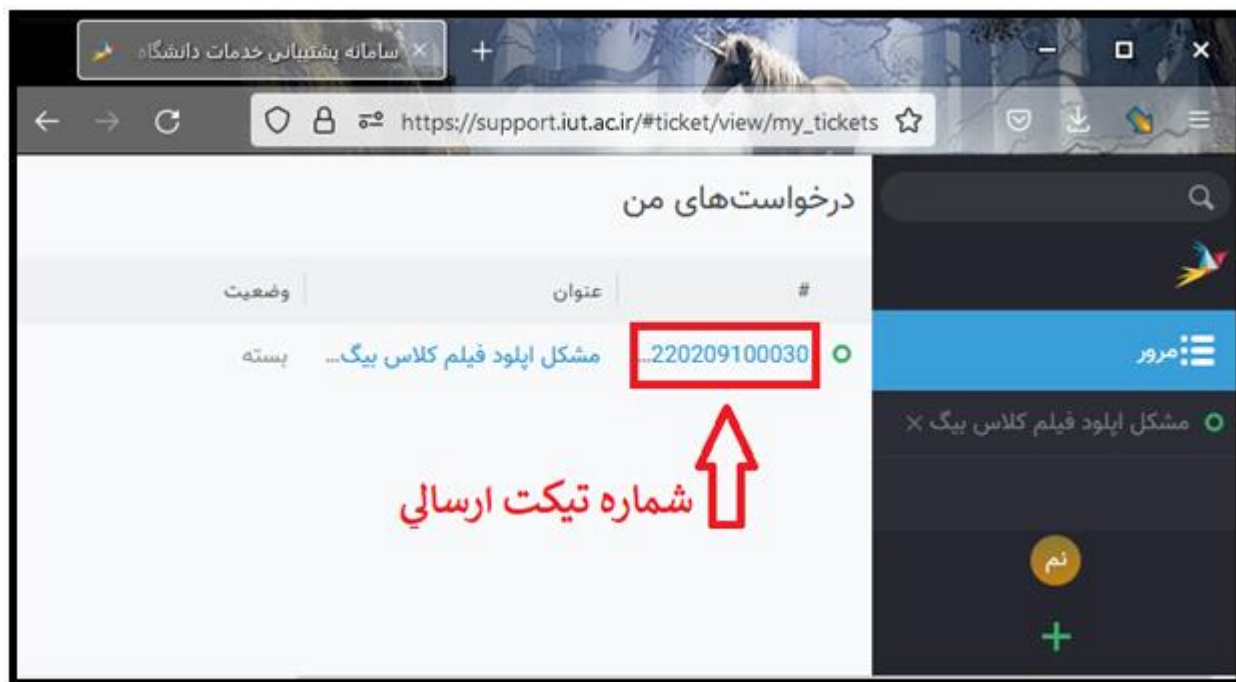 سامانه پشتیبانی خدمات دانشگاه
https://support.iut.ac.ir/#ticket/view/my_tickets
درخواست‌های من
# عنوان وضعیت
220209100030... مشکل اپلود فیلم کلاس بیگ... بسته
شماره تیکت ارسالي
مرور
مشکل اپلود فیلم کلاس بیگ
نم